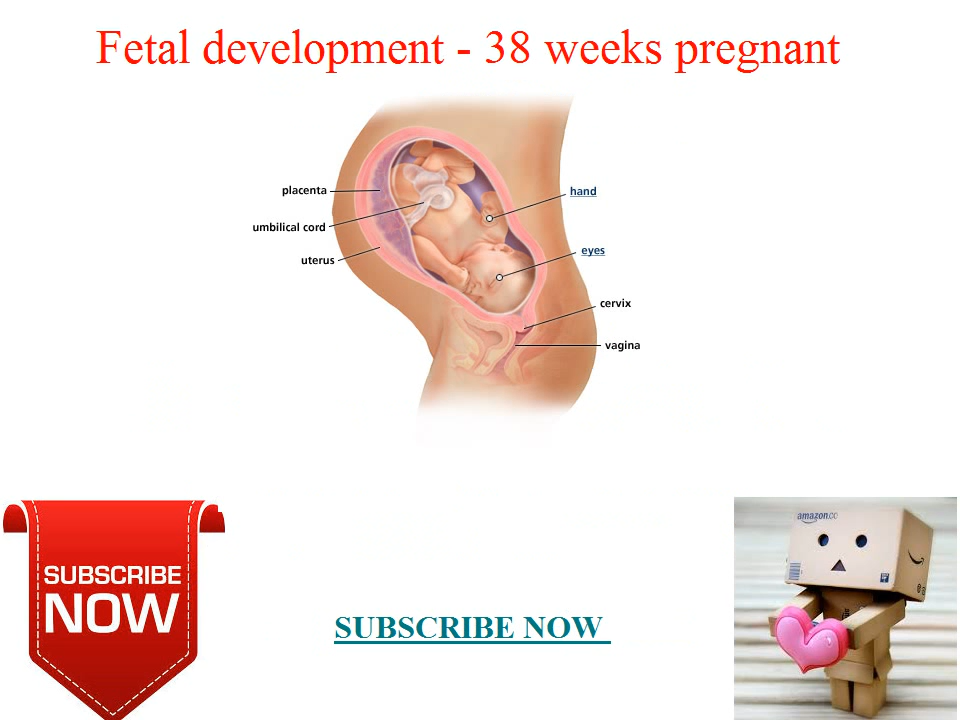 Fetal development - 38 weeks pregnant
placenta
hand
umbilical cord
eyes
uterus
cervix
vagina
amazon.co
SUBSCRIBE
NOW
SUBSCRIBE NOW